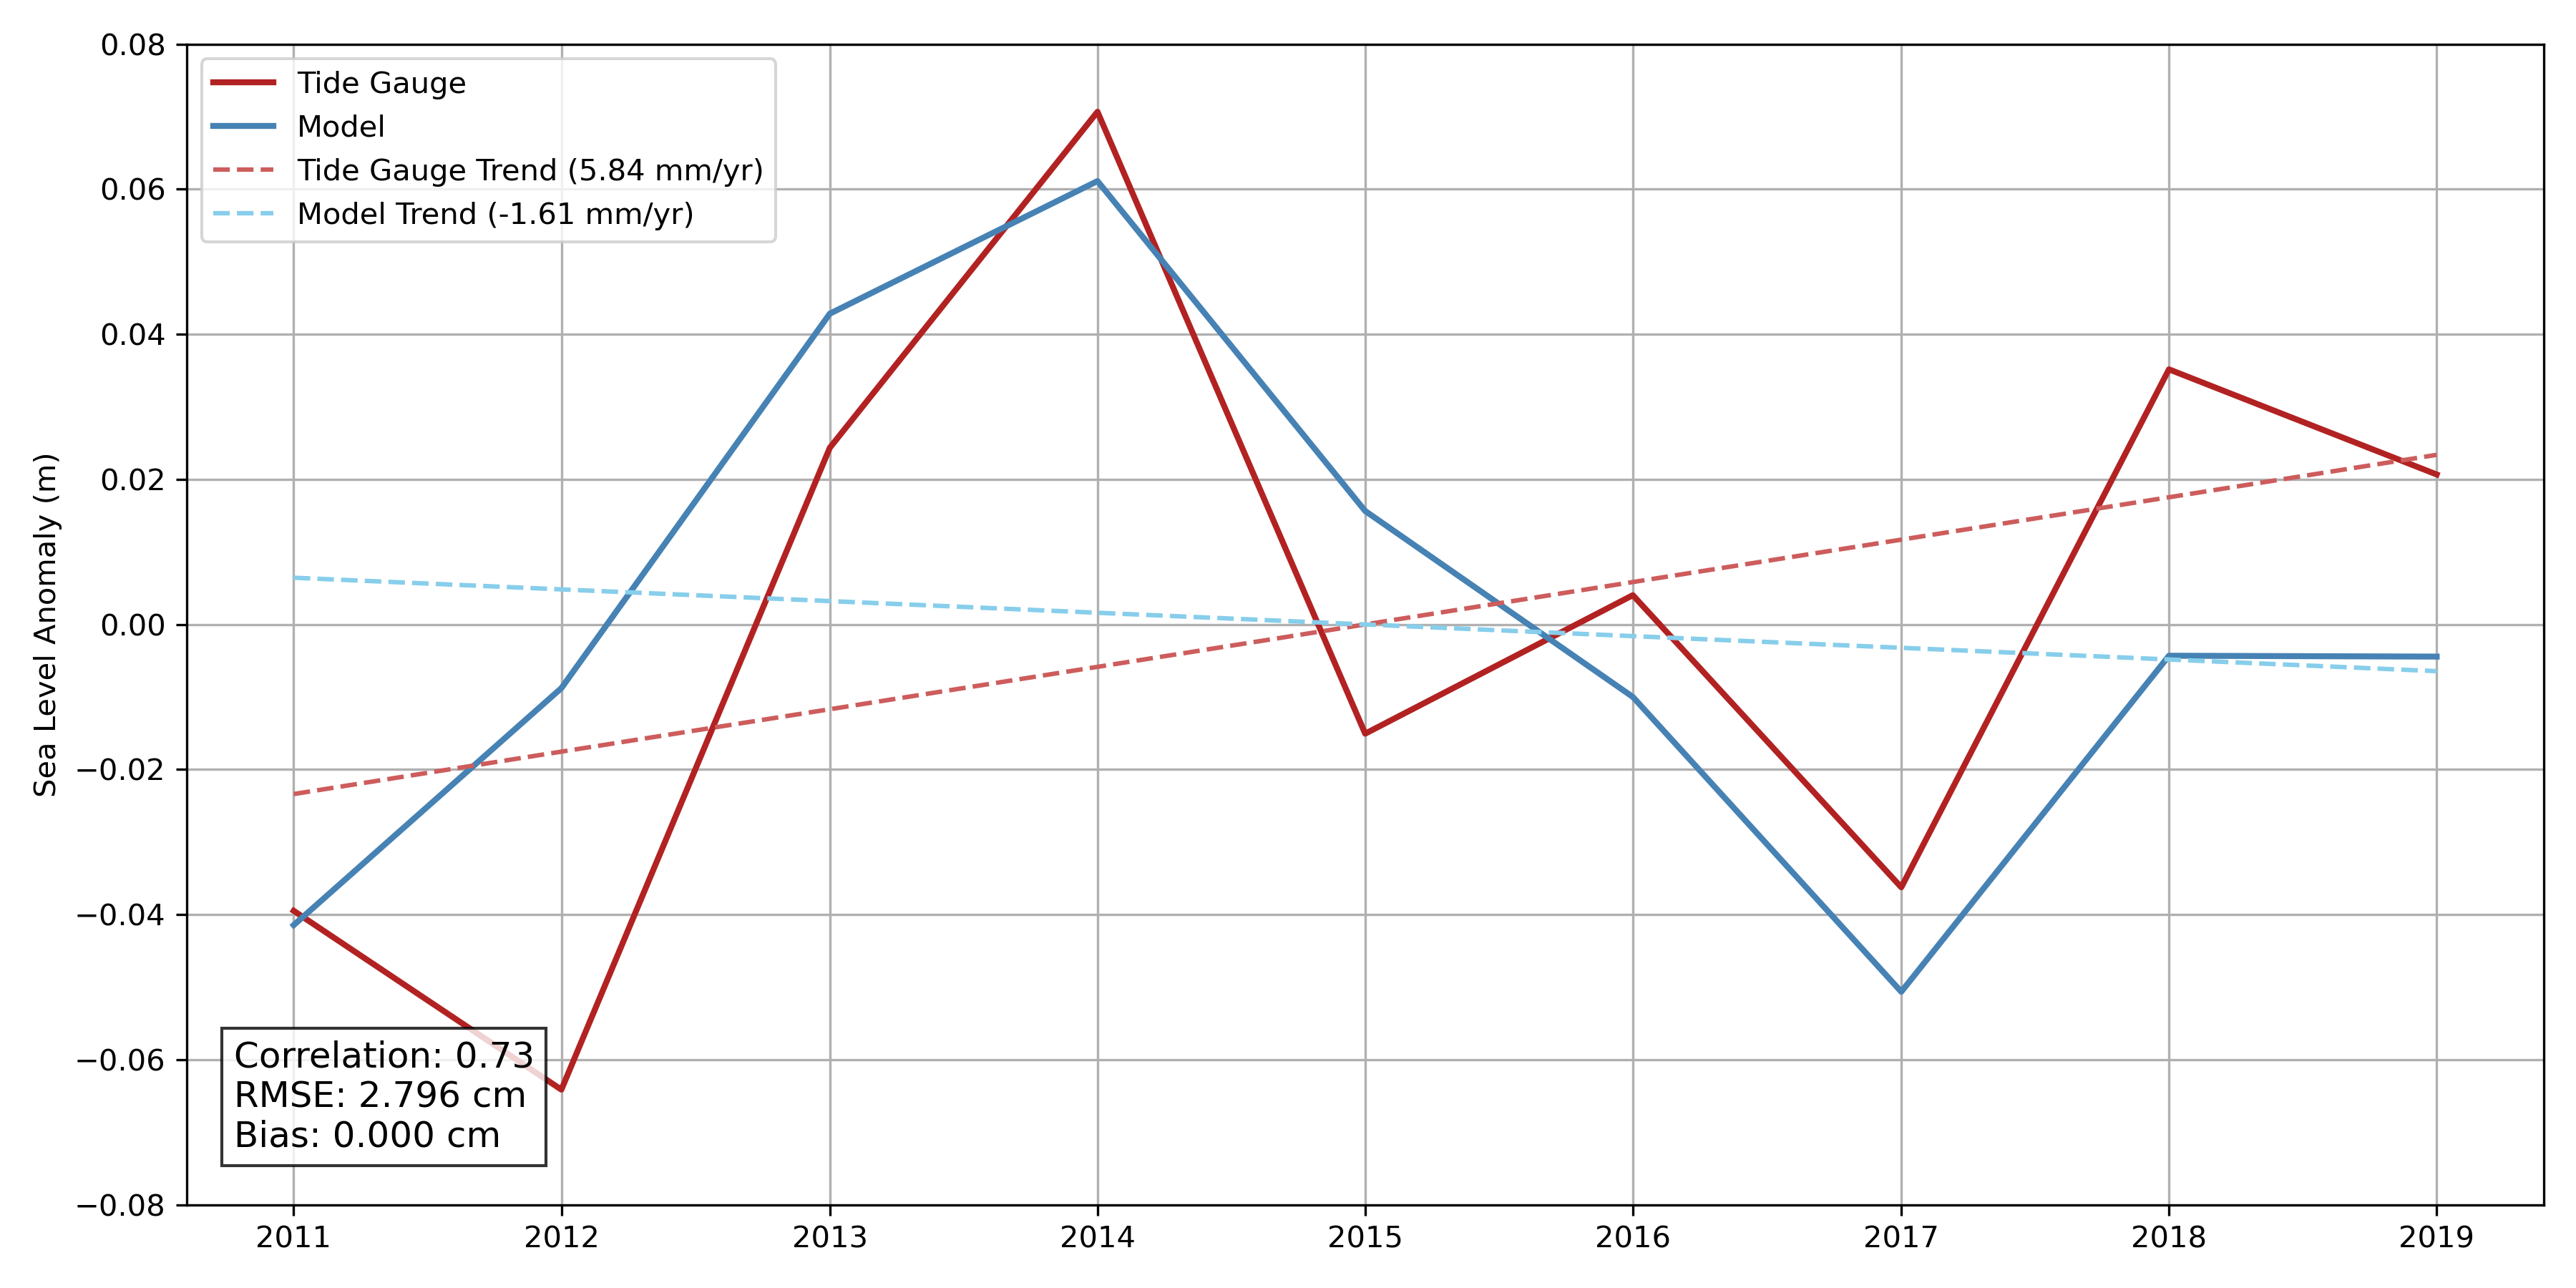 0.08
0.06
0.04
0.02
0.00
−0.02
−0.04
−0.06
−0.08
Sea Level Anomaly (m)
Tide Gauge
Model
Tide Gauge Trend (5.84 mm/yr)
Model Trend (-1.61 mm/yr)
Correlation: 0.73
RMSE: 2.796 cm
Bias: 0.000 cm
2011 2012 2013 2014 2015 2016 2017 2018 2019